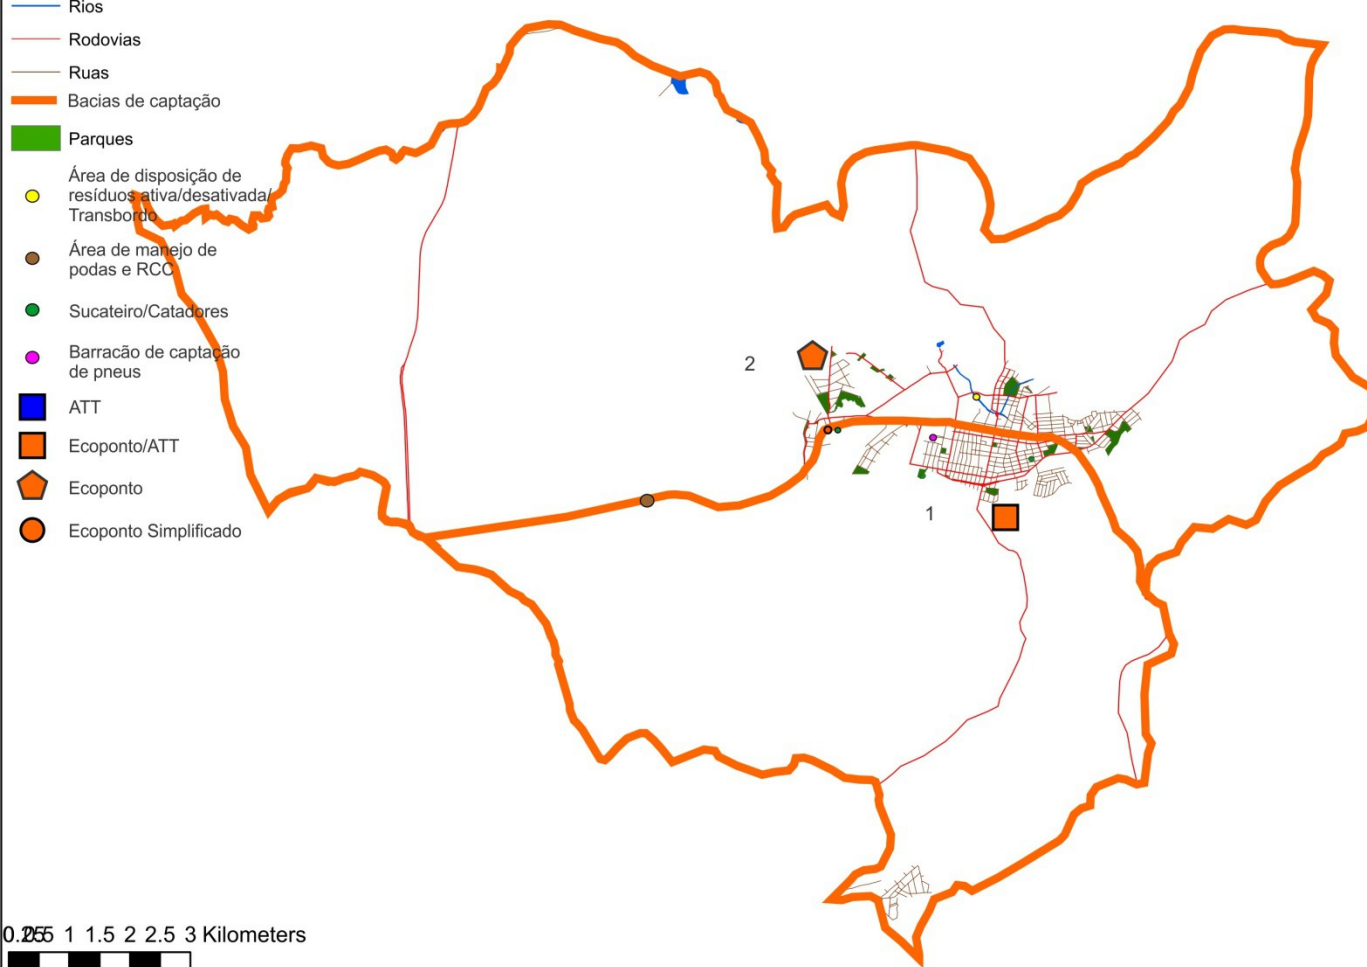 Rios
Rodovias
Ruas
Bacias de captação
Parques
Área de disposição de
resíduos ativa/desativada/
Transbordo
Área de manejo de
podas e RCC
Sucateiro/Catadores
Barracão de captação
de pneus
ATT
Ecoponto/ATT
Ecoponto
Ecoponto Simplificado
2
1
1 1.5 2 2.5 3 Kilometers